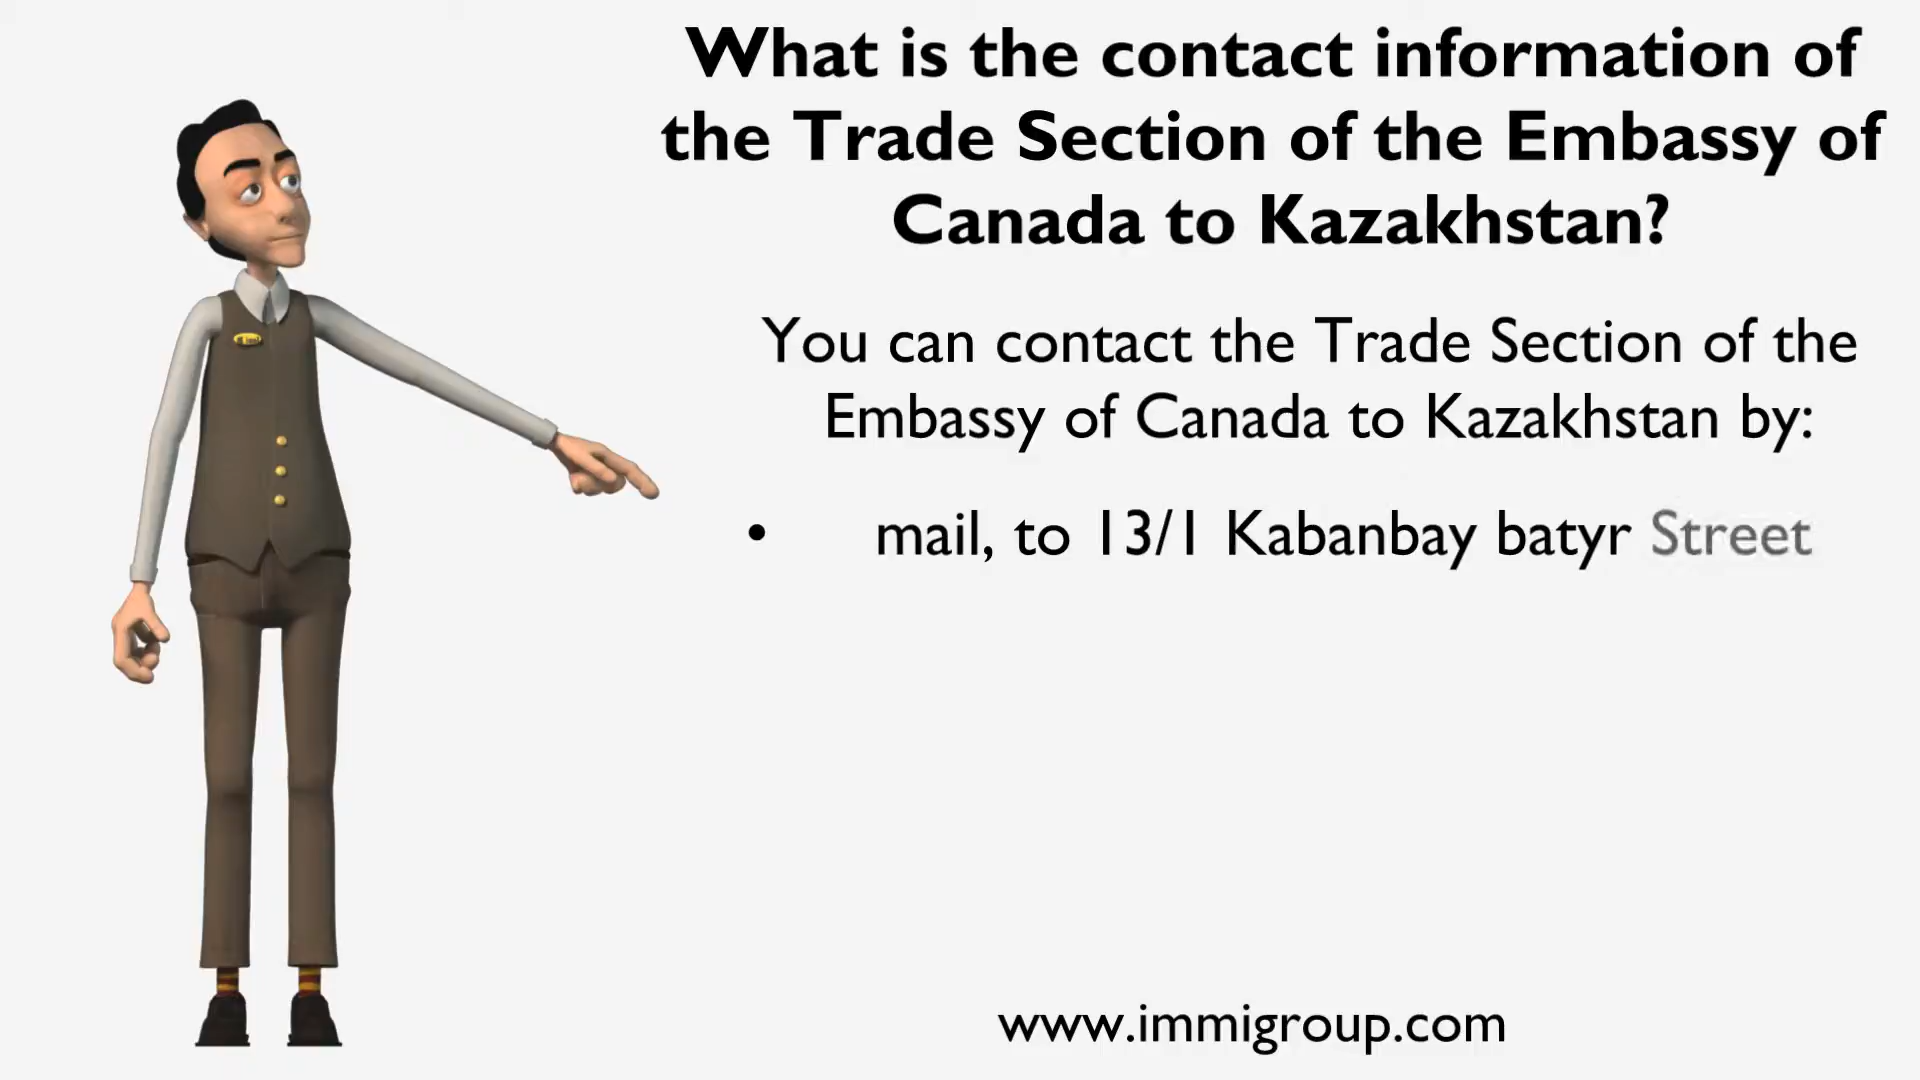 What is the contact information of
the Trade Section of the Embassy of
Canada to Kazakhstan?
You can contact the Trade Section of the
Embassy of Canada to Kazakhstan by:
• mail, to 13/1 Kabanbay batyr Street
www.immigroup.com